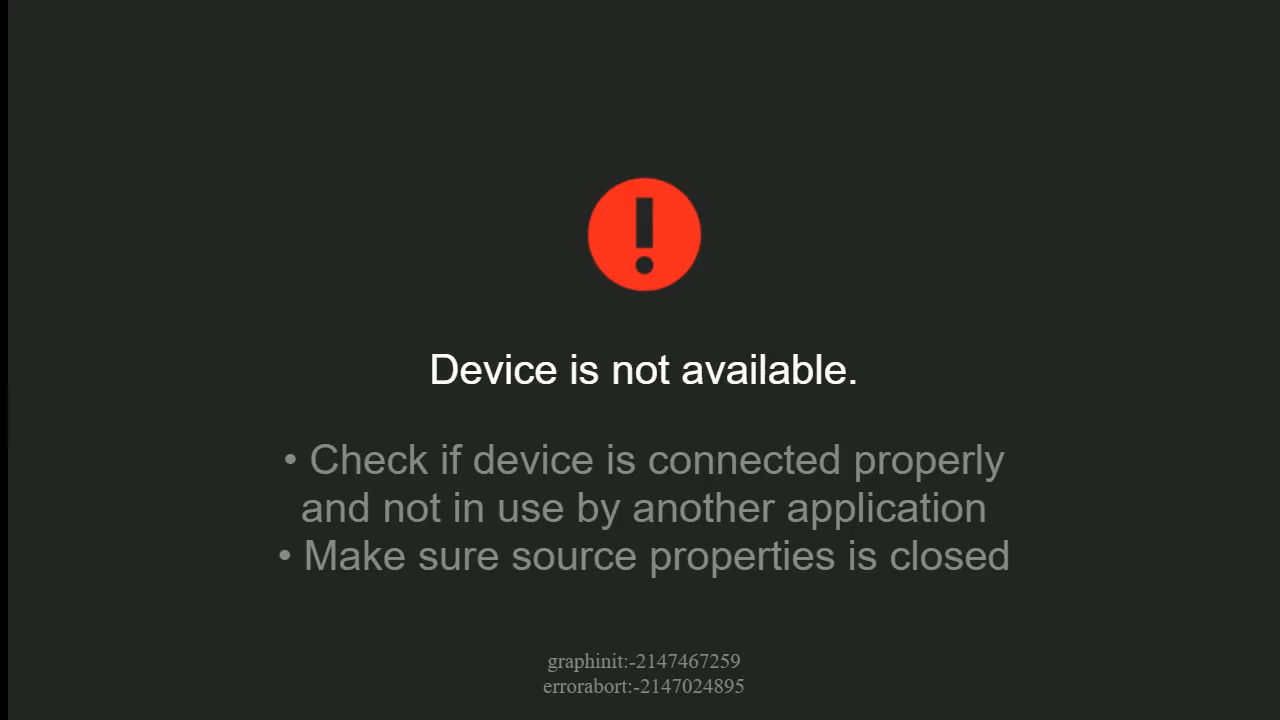 Device is not available.
• Check if device is connected properly
and not in use by another application
• Make sure source properties is closed
graphinit:-2147467259
errorabort:-2147024895